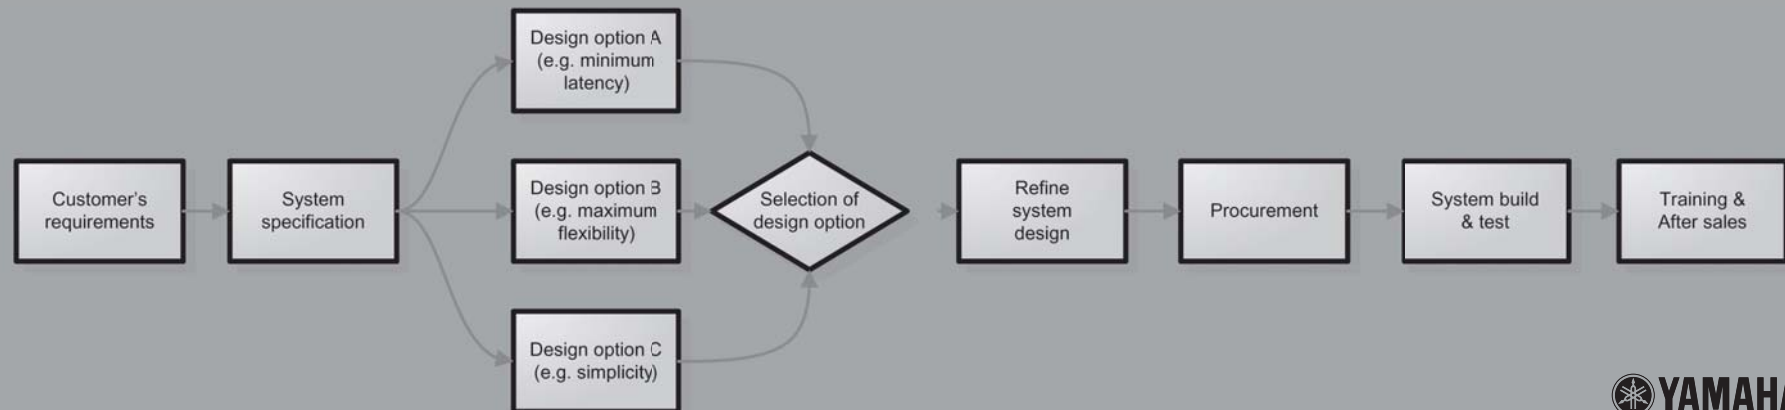 Customer's
requirements
System
specification
Design option A
(e.g. minimum
latency)
Design option B
(e.g. maximum
flexibility)
Design option C
(e.g. simplicity)
Selection of
design option
Refine
system
design
Procurement
System build
& test
Training &
After sales
YAMAHA